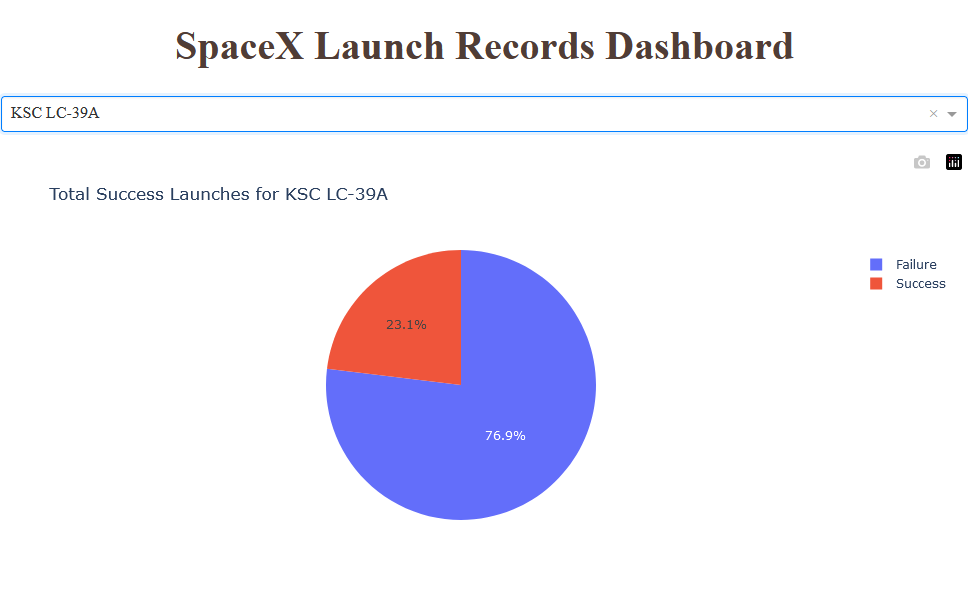 SpaceX Launch Records Dashboard
KSC LC-39A
Total Success Launches for KSC LC-39A
Failure
Success
23.1%
76.9%